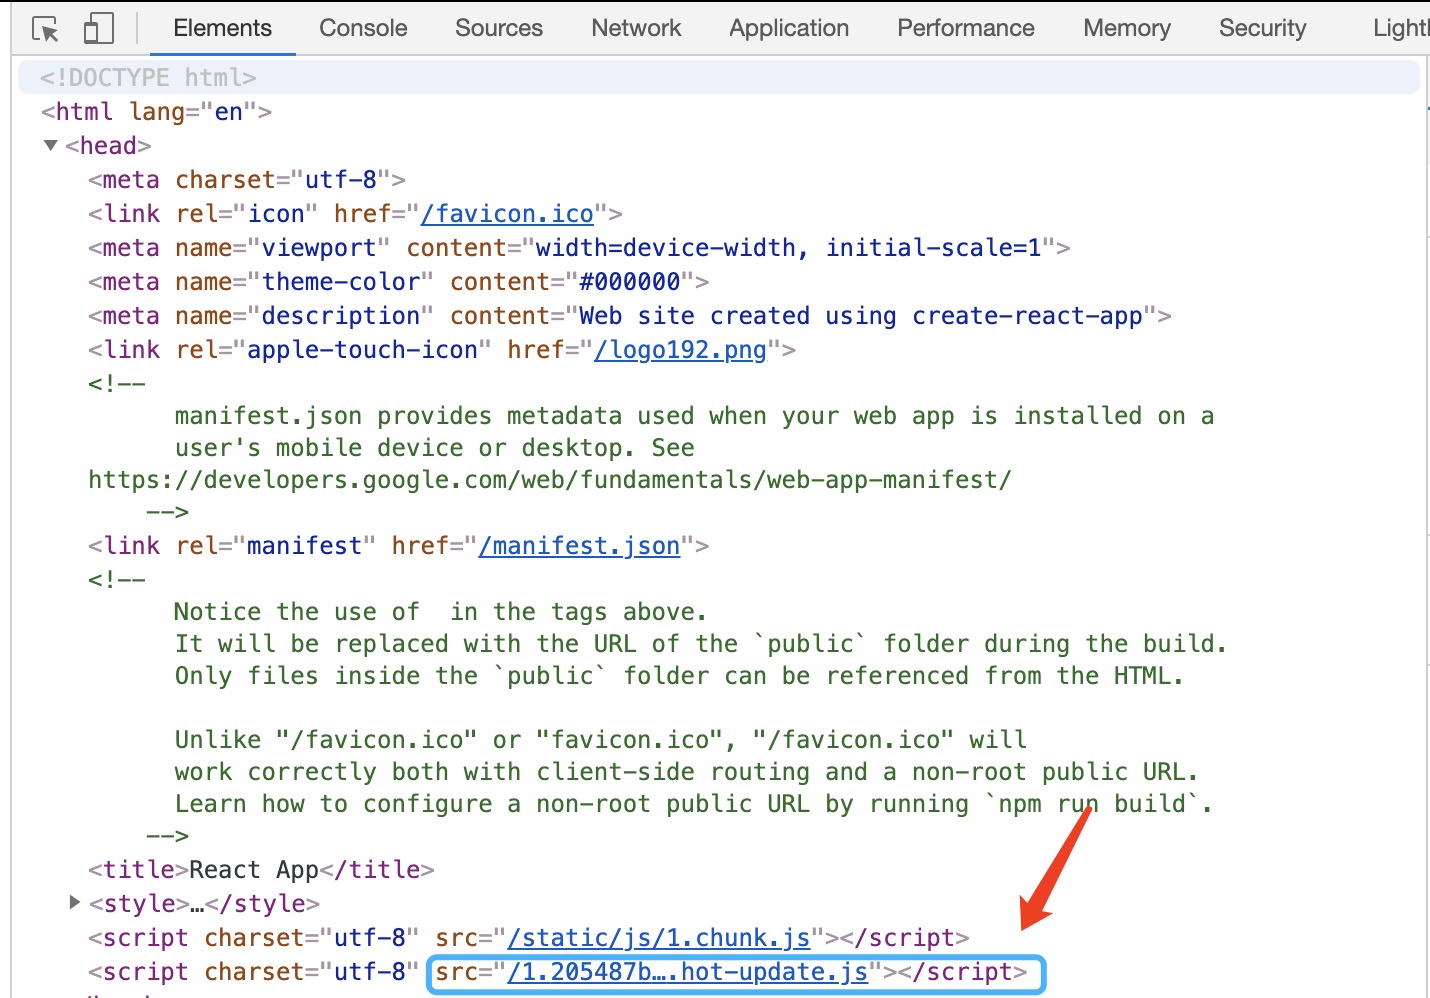 Elements Console Sources Network Application Performance Memory Security Light
<!DOCTYPE html>
<html lang="en">
<head>
<meta charset="utf-8">
<link rel="icon" href="/favicon.ico">
<meta name="viewport" content="width=device-width, initial-scale=1">
<meta name="theme-color" content="#000000">
<meta name="description" content="Web site created using create-react-app">
<link rel="apple-touch-icon" href="/logo192.png">
<!--
manifest.json provides metadata used when your web app is installed on a
user's mobile device or desktop. See
https://developers.google.com/web/fundamentals/web-app-manifest/
-->
<link rel="manifest" href="/manifest.json">
<!--
Notice the use of  in the tags above.
It will be replaced with the URL of the `public` folder during the build.
Only files inside the `public` folder can be referenced from the HTML.
Unlike "/favicon.ico" or "favicon.ico", "/favicon.ico" will
work correctly both with client-side routing and a non-root public URL.
Learn how to configure a non-root public URL by running `npm run build`.
-->
<title>React App</title>
<style>…</style>
<script charset="utf-8" src="/static/js/1.chunk.js"></script>
<script charset="utf-8" src="/1.205487b….hot-update.js"></script>